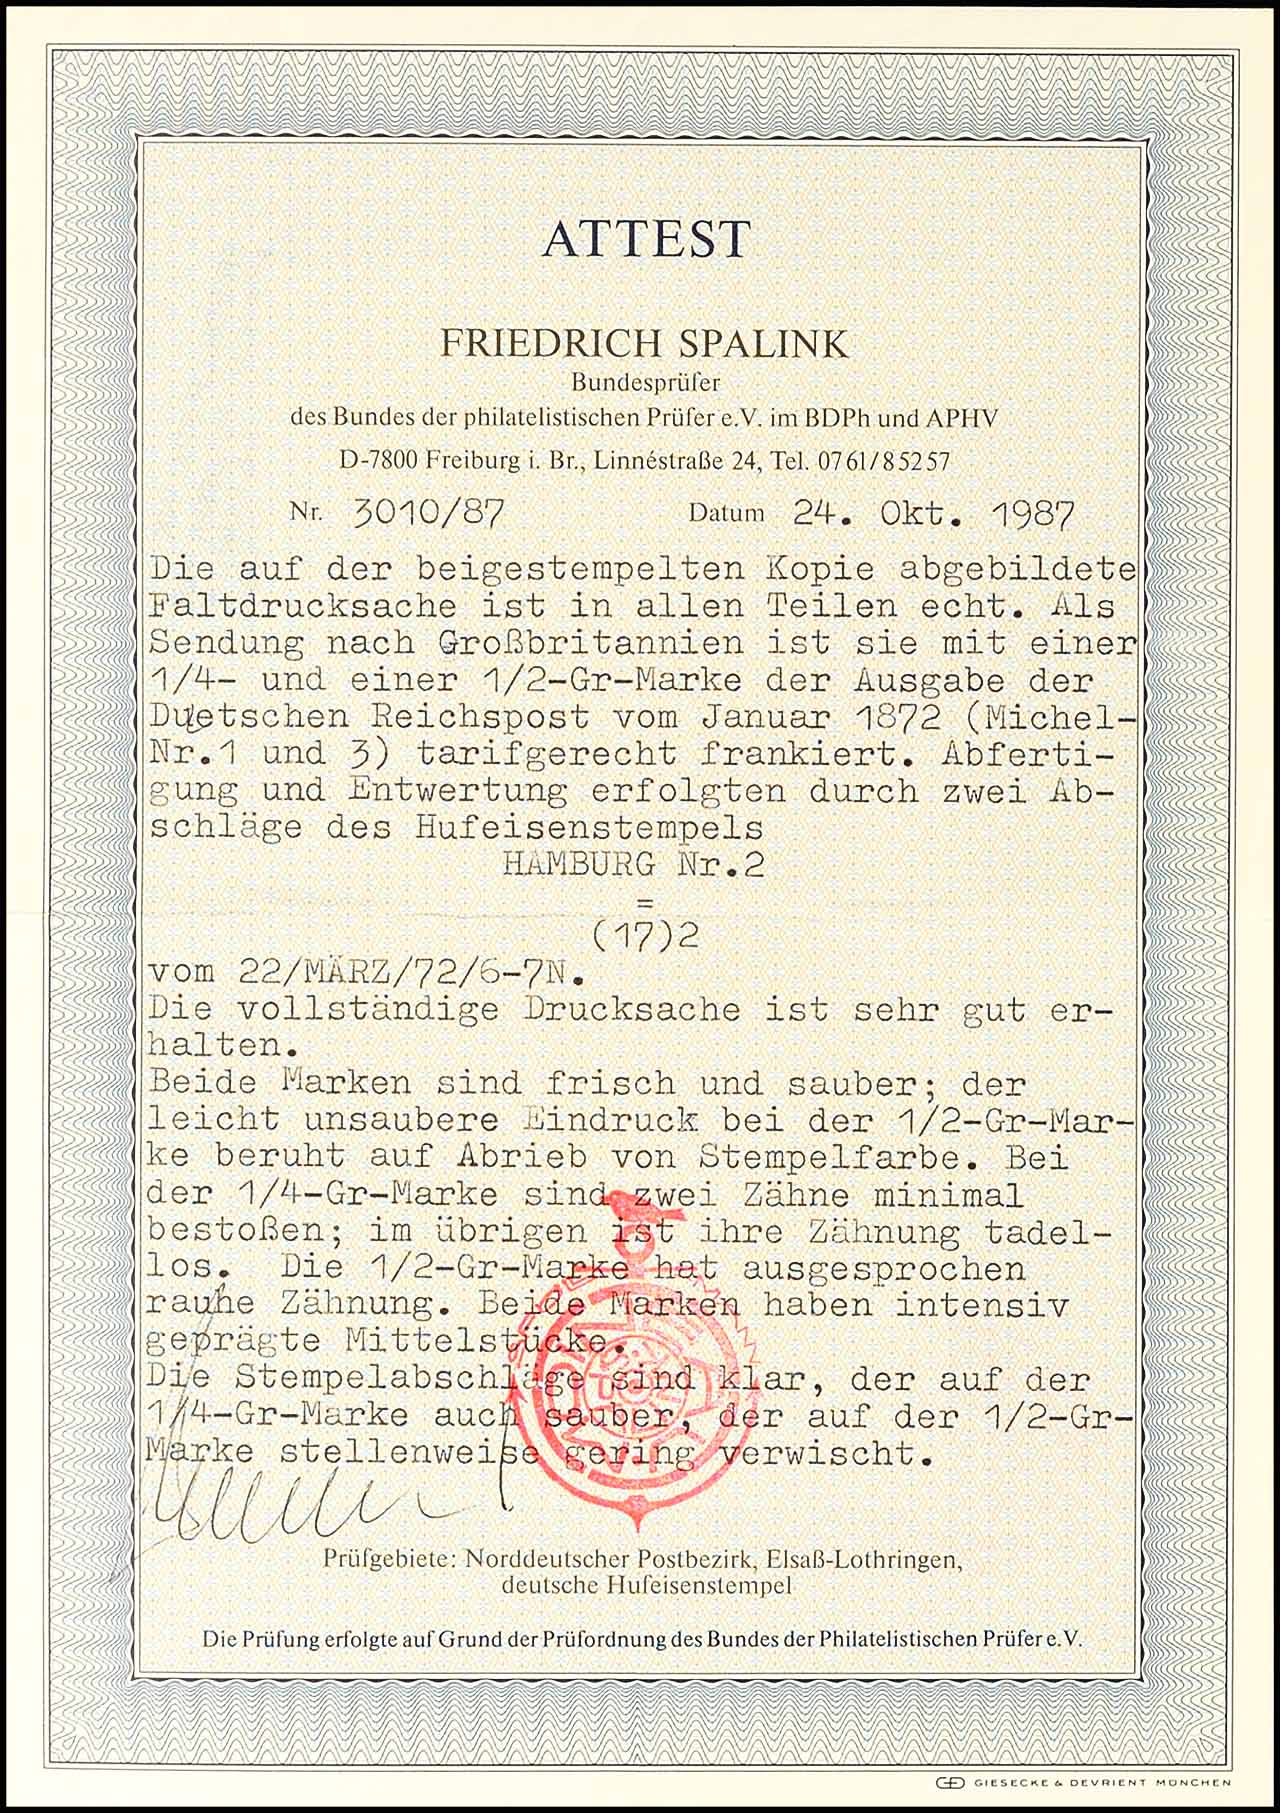 ATTEST
FRIEDRICH SPALINK
Bundesprüfer
des Bundes der philatelistischen Prüfer e.V. im BDPh und APHV
D-7800 Freiburg i. Br., Linnéstraße 24, Tel. 0761/85257
Nr. 3010/87 Datum 24. Okt. 1987
Die auf der beigestempelten Kopie abgebildete
Faltdrucksache ist in allen Teilen echt. Als
Sendung nach Großbritannien ist sie mit einer
1/4- und einer 1/2-Gr-Marke der Ausgabe der
Duetschen Reichspost vom Januar 1872 (Michel-
Nr.1 und 3) tarifgerecht frankiert. Abferti-
gung und Entwertung erfolgten durch zwei Ab-
schläge des Hufeisenstempels
HAMBURG Nr.2
=
(17)2
vom 22/MÄRZ/72/6-7N.
Die vollständige Drucksache ist sehr gut er-
halten.
Beide Marken sind frisch und sauber; der
leicht unsaubere Eindruck bei der 1/2-Gr-Mar-
ke beruht auf Abrieb von Stempelfarbe. Bei
der 1/4-Gr-Marke sind zwei Zähne minimal
bestoßen; im übrigen ist ihre Zähnung tadel-
los. Die 1/2-Gr-Marke hat ausgesprochen
rauhe Zähnung. Beide Marken haben intensiv
geprägte Mittelstücke.
Die Stempelabschläge sind klar, der auf der
1/4-Gr-Marke auch sauber, der auf der 1/2-Gr-
Marke stellenweise gering verwischt.
Prüfgebiete: Norddeutscher Postbezirk, Elsaß-Lothringen,
deutsche Hufeisenstempel
Die Prüfung erfolgte auf Grund der Prüfordnung des Bundes der Philatelistischen Prüfer e.V.
GIESECKE & DEVRIENT MÜNCHEN